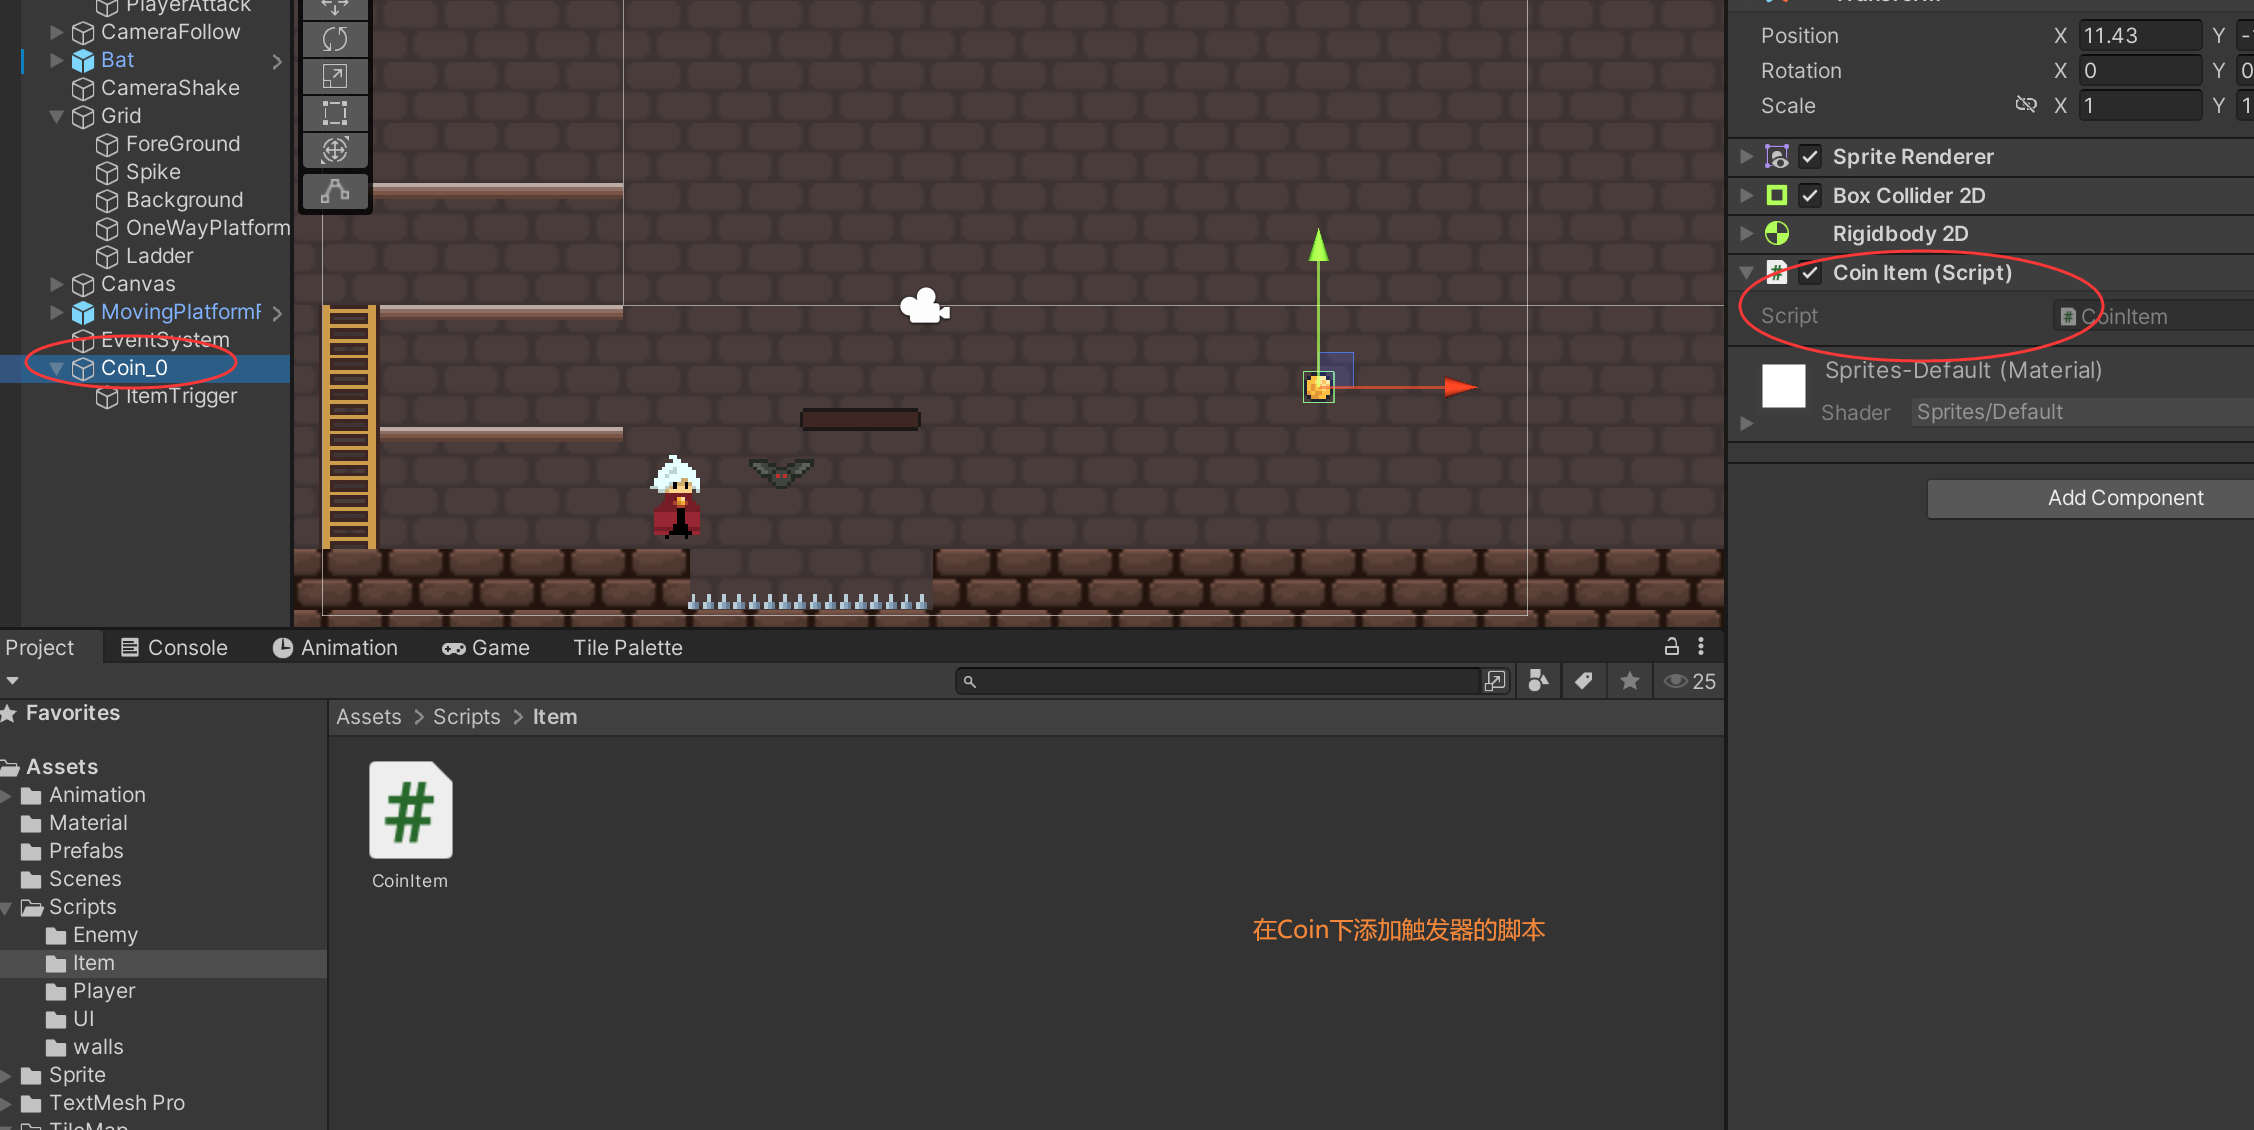 PlayerAttack
CameraFollow
Bat
CameraShake
Grid
ForeGround
Spike
Background
OneWayPlatform
Ladder
Canvas
MovingPlatformF
EventSystem
Coin_0
ItemTrigger
Transform
Position X 11.43 Y -
Rotation X 0 Y 0
Scale X 1 Y 1
Sprite Renderer
Box Collider 2D
Rigidbody 2D
# Coin Item (Script)
Script # CoinItem
Sprites-Default (Material)
Shader Sprites/Default
Add Component
Project Console Animation Game Tile Palette
25
Favorites
Assets
Animation
Material
Prefabs
Scenes
Scripts
Enemy
Item
Player
UI
walls
Sprite
TextMesh Pro
TileMap
Assets > Scripts > Item
#
CoinItem
在Coin下添加触发器的脚本